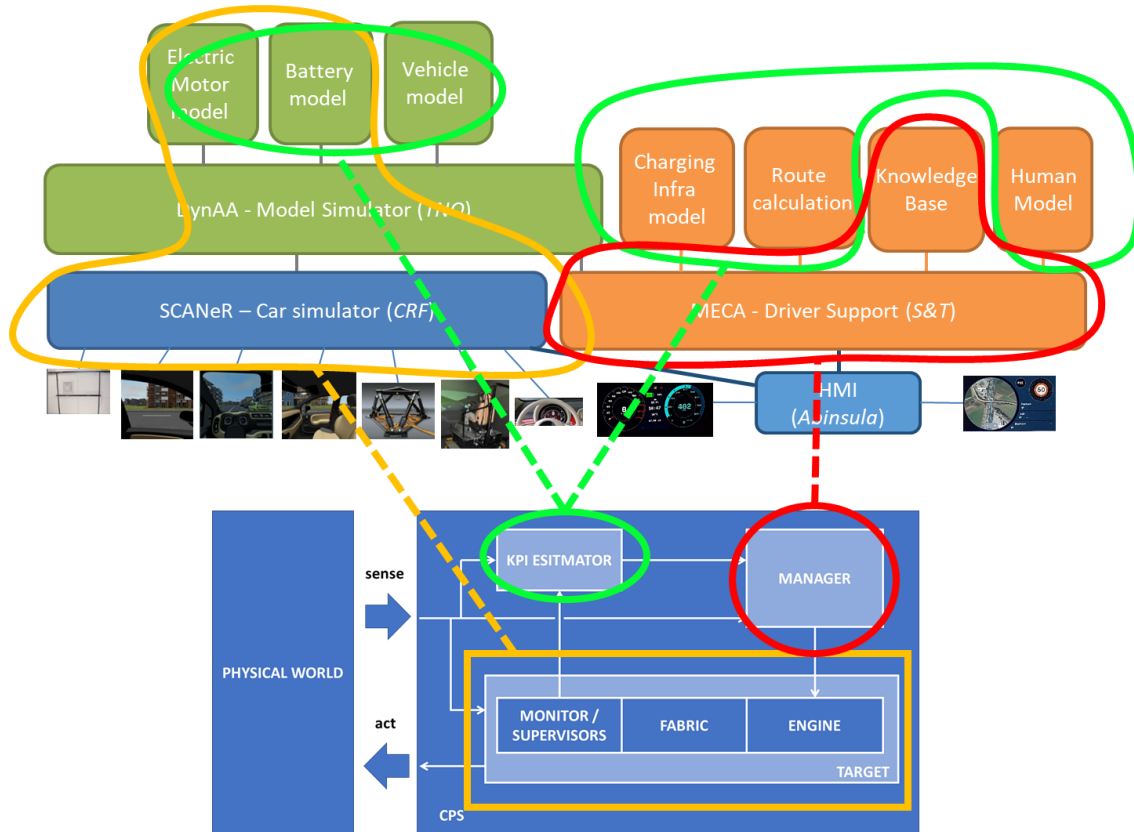 Electric
Motor
model
Battery
model
Vehicle
model
Charging
Infra
model
Route
calculation
Knowledge
Base
Human
Model
DynAA - Model Simulator (TNO)
SCANeR – Car simulator (CRF)
MECA - Driver Support (S&T)
HMI
(Abinsula)
60
PHYSICAL WORLD
sense
act
KPI ESITMATOR
MANAGER
MONITOR /
SUPERVISORS
FABRIC
ENGINE
TARGET
CPS